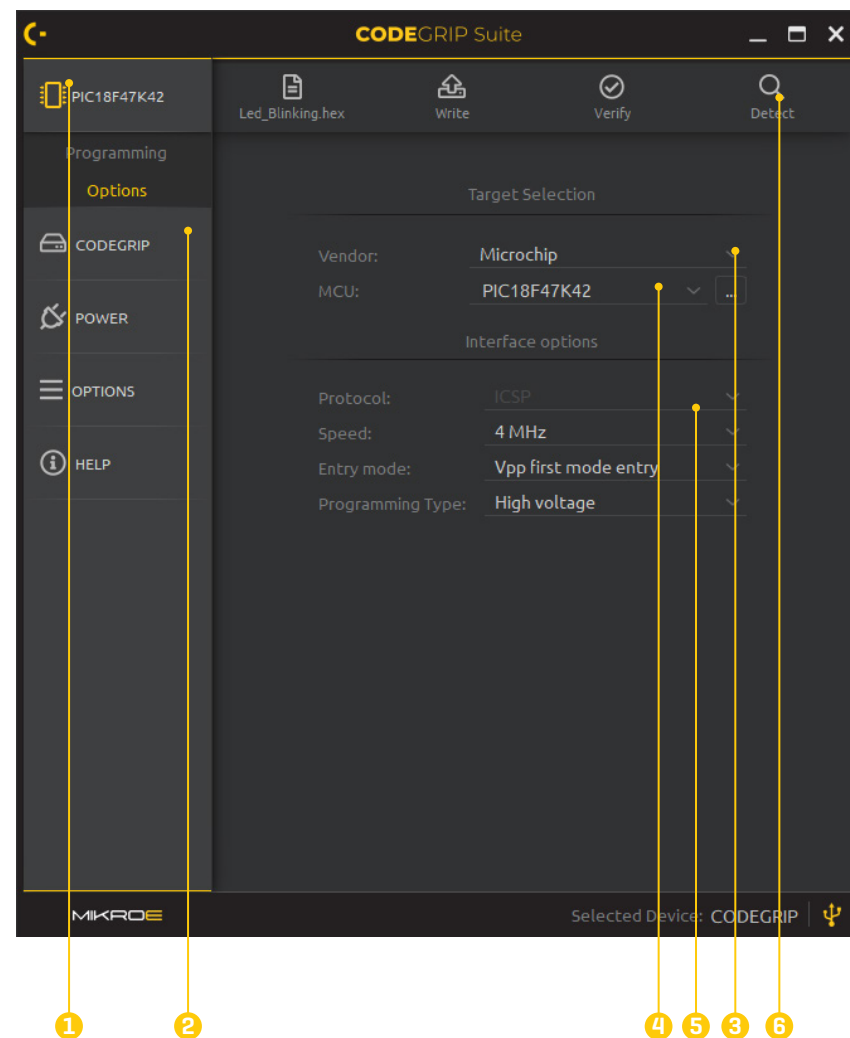 CODEGRIP Suite
PIC18F47K42
Led_Blinking.hex
Write
Verify
Detect
Programming
Options
CODEGRIP
POWER
OPTIONS
HELP
Target Selection
Vendor: Microchip
MCU: PIC18F47K42 ...
Interface options
Protocol: ICSP
Speed: 4 MHz
Entry mode: Vpp first mode entry
Programming Type: High voltage
MIKROE
Selected Device: CODEGRIP
1 2 4 5 3 6